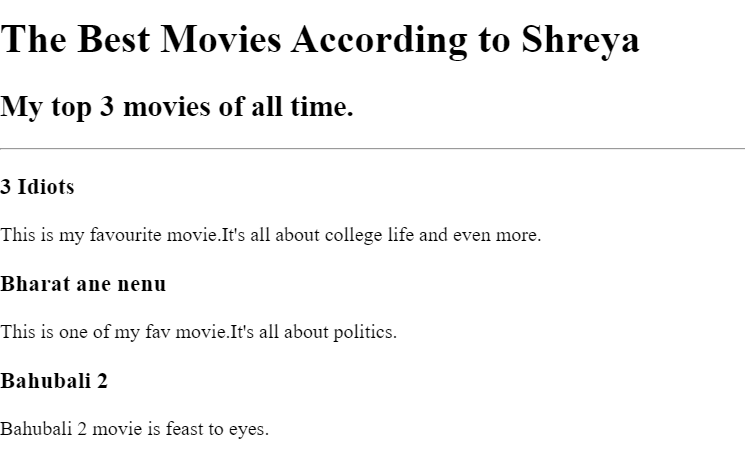 The Best Movies According to Shreya
My top 3 movies of all time.
3 Idiots
This is my favourite movie.It's all about college life and even more.
Bharat ane nenu
This is one of my fav movie.It's all about politics.
Bahubali 2
Bahubali 2 movie is feast to eyes.